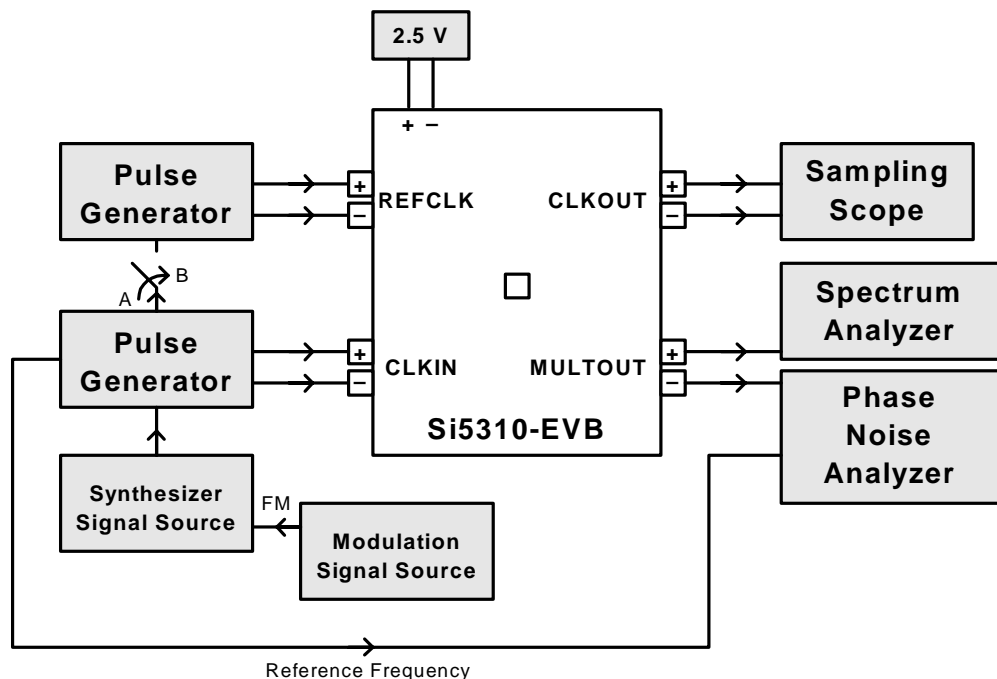 2.5 V
+ –
Pulse
Generator
+
–
REFCLK
CLKOUT
+
–
Sampling
Scope
A
B
Pulse
Generator
+
–
CLKIN
MULTOUT
+
–
Spectrum
Analyzer
Si5310-EVB
Phase
Noise
Analyzer
Synthesizer
Signal Source
FM
Modulation
Signal Source
Reference Frequency